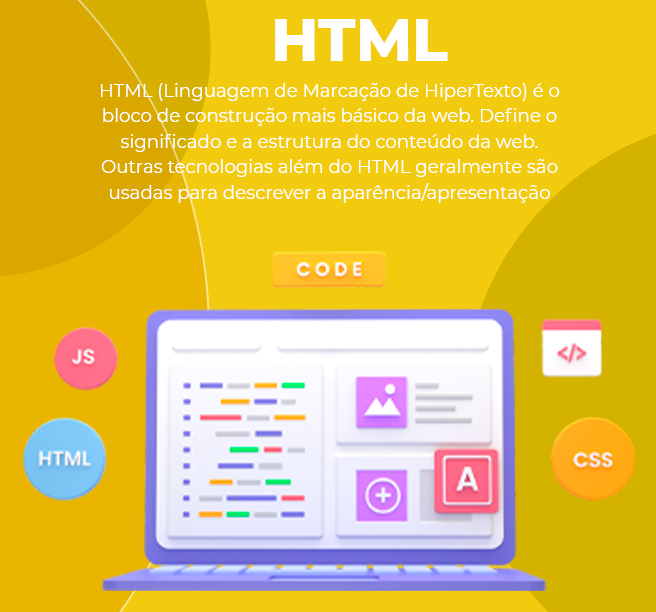 HTML
HTML (Linguagem de Marcação de HiperTexto) é o
bloco de construção mais básico da web. Define o
significado e a estrutura do conteúdo da web.
Outras tecnologias além do HTML geralmente são
usadas para descrever a aparência/apresentação
CODE
JS
</>
HTML
CSS
A